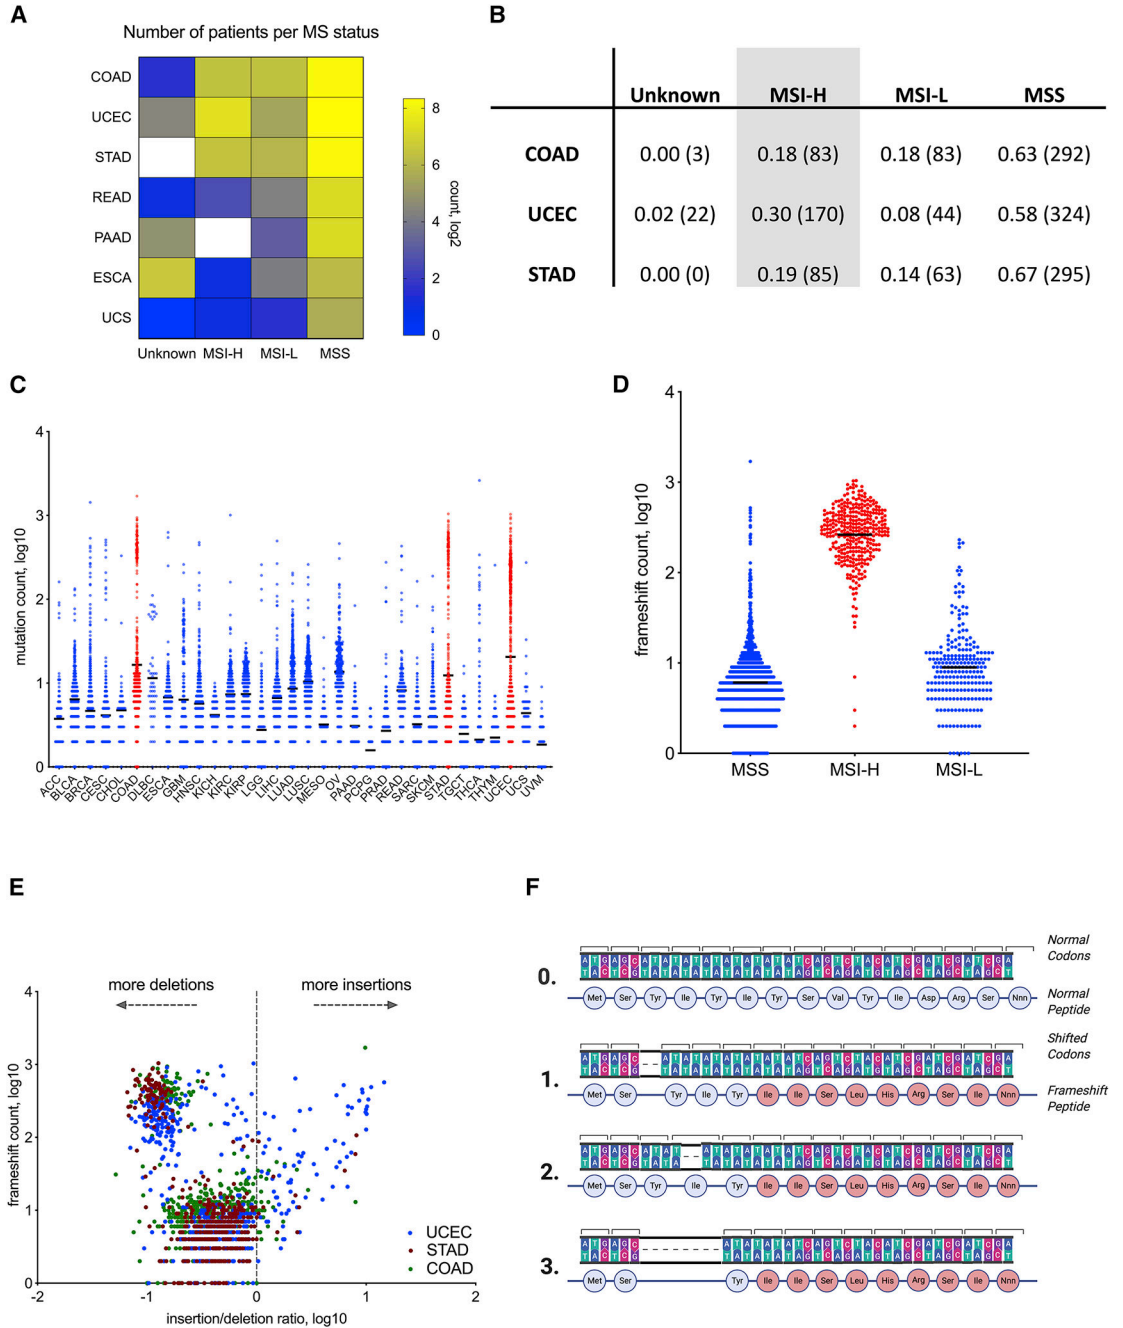 A
Number of patients per MS status
COAD
UCEC
STAD
READ
PAAD
ESCA
UCS
Unknown MSI-H MSI-L MSS
8
6
4
2
0
count, log2
B
Unknown MSI-H MSI-L MSS
COAD 0.00 (3) 0.18 (83) 0.18 (83) 0.63 (292)
UCEC 0.02 (22) 0.30 (170) 0.08 (44) 0.58 (324)
STAD 0.00 (0) 0.19 (85) 0.14 (63) 0.67 (295)
C
mutation count, log10
4
3
2
1
0
ACC BLCA BRCA CESC CHOL COAD DLBC ESCA GBM HNSC KICH KIRC KIRP LGG LIHC LUAD LUSC MESO OV PAAD PCPG PRAD READ SARC SKCM STAD TGCT THCA THYM UCEC UCS UVM
D
frameshift count, log10
4
3
2
1
0
MSS MSI-H MSI-L
E
more deletions more insertions
frameshift count, log10
4
3
2
1
0
UCEC
STAD
COAD
-2 -1 0 1 2
insertion/deletion ratio, log10
F
Normal
Codons
0.
ATGAGCATATATATATATATCAGTCTACATCGATCGATCGA
Met Ser Tyr Ile Tyr Ile Tyr Ser Val Tyr Ile Asp Arg Ser Nnn
Normal
Peptide
Shifted
Codons
1.
Met Ser Tyr Ile Tyr Ile Ile Ser Leu His Arg Ser Ile Nnn
Frameshift
Peptide
2.
Met Ser Tyr Ile Tyr Ile Ile Ser Leu His Arg Ser Ile Nnn
3.
Met Ser Tyr Ile Ile Ser Leu His Arg Ser Ile Nnn